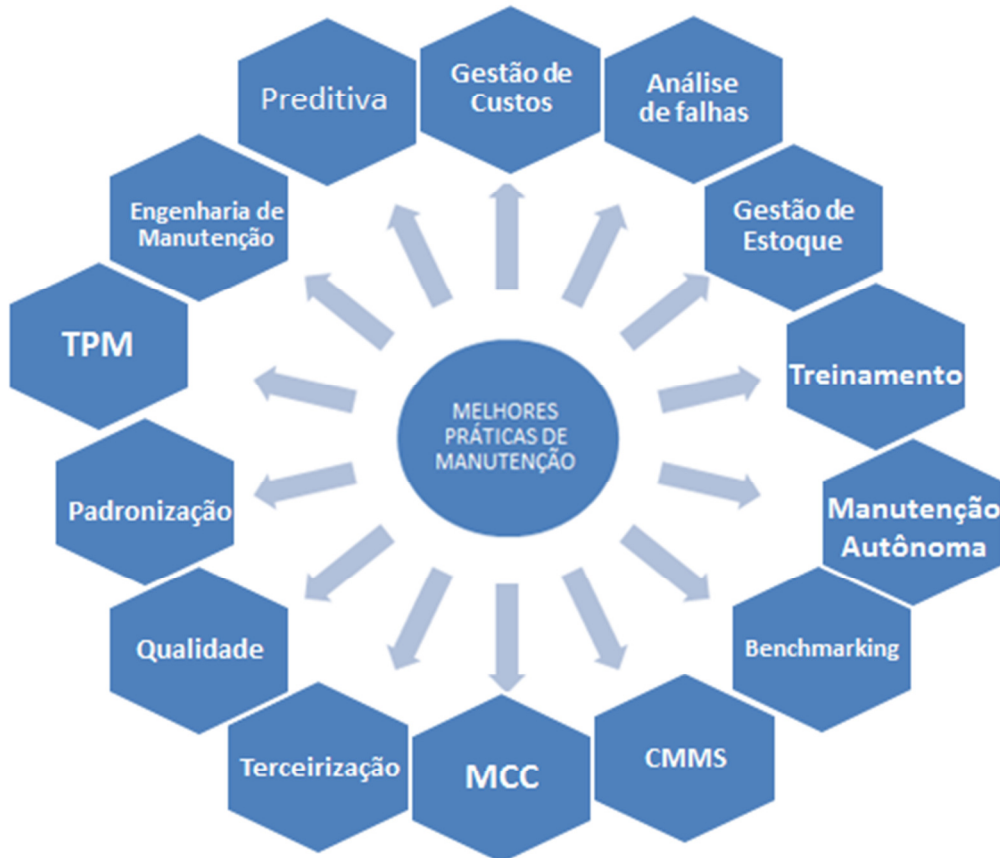 Preditiva
Gestão de
Custos
Análise
de falhas
Engenharia de
Manutenção
Gestão de
Estoque
TPM
Treinamento
MELHORES
PRÁTICAS DE
MANUTENÇÃO
Padronização
Manutenção
Autônoma
Qualidade
Benchmarking
Terceirização
MCC
CMMS